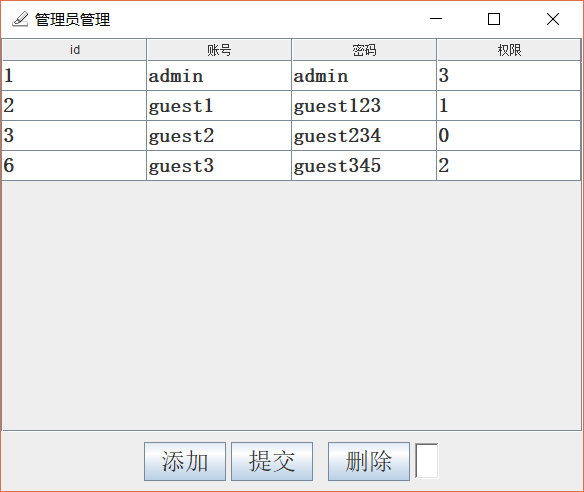 管理员管理
id 账号 密码 权限
1 admin admin 3
2 guest1 guest123 1
3 guest2 guest234 0
6 guest3 guest345 2
添加 提交 删除